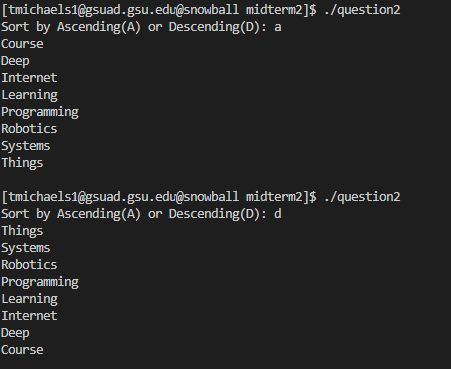 [tmichaels1@gsuad.gsu.edu@snowball midterm2]$ ./question2
Sort by Ascending(A) or Descending(D): a
Course
Deep
Internet
Learning
Programming
Robotics
Systems
Things
[tmichaels1@gsuad.gsu.edu@snowball midterm2]$ ./question2
Sort by Ascending(A) or Descending(D): d
Things
Systems
Robotics
Programming
Learning
Internet
Deep
Course